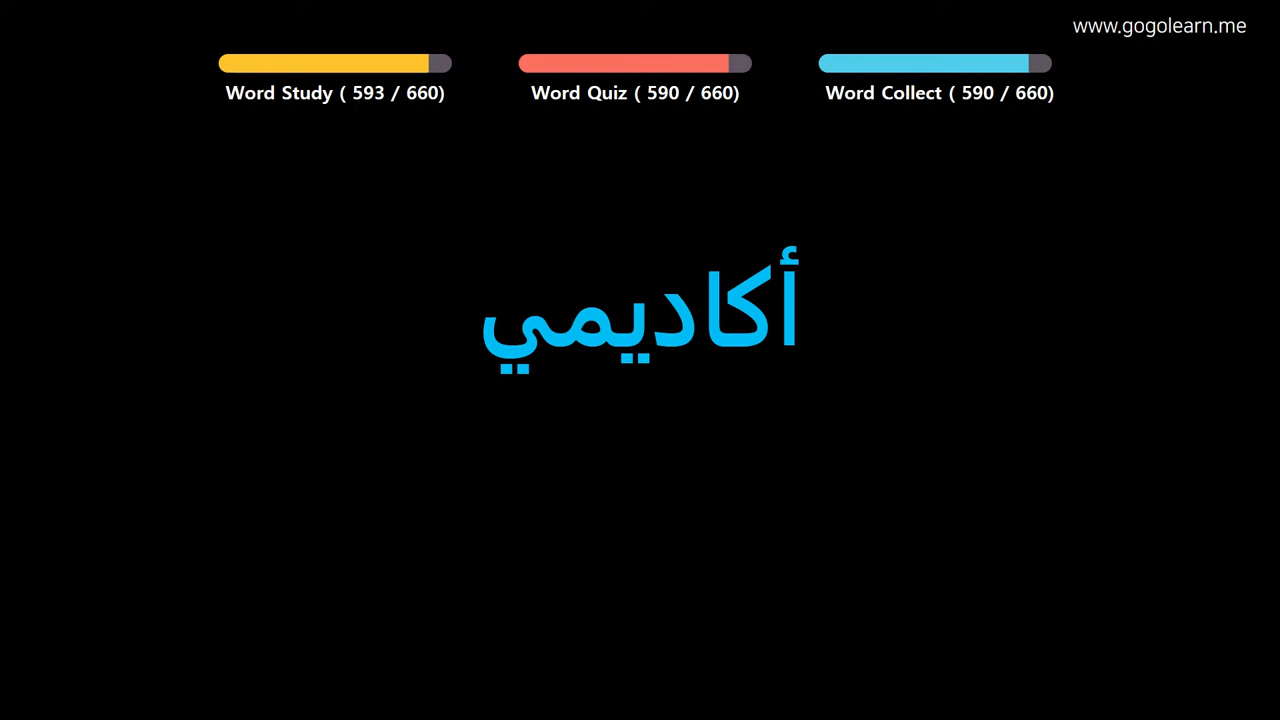 www.gogolearn.me
Word Study ( 593 / 660)
Word Quiz ( 590 / 660)
Word Collect ( 590 / 660)
أكاديمي